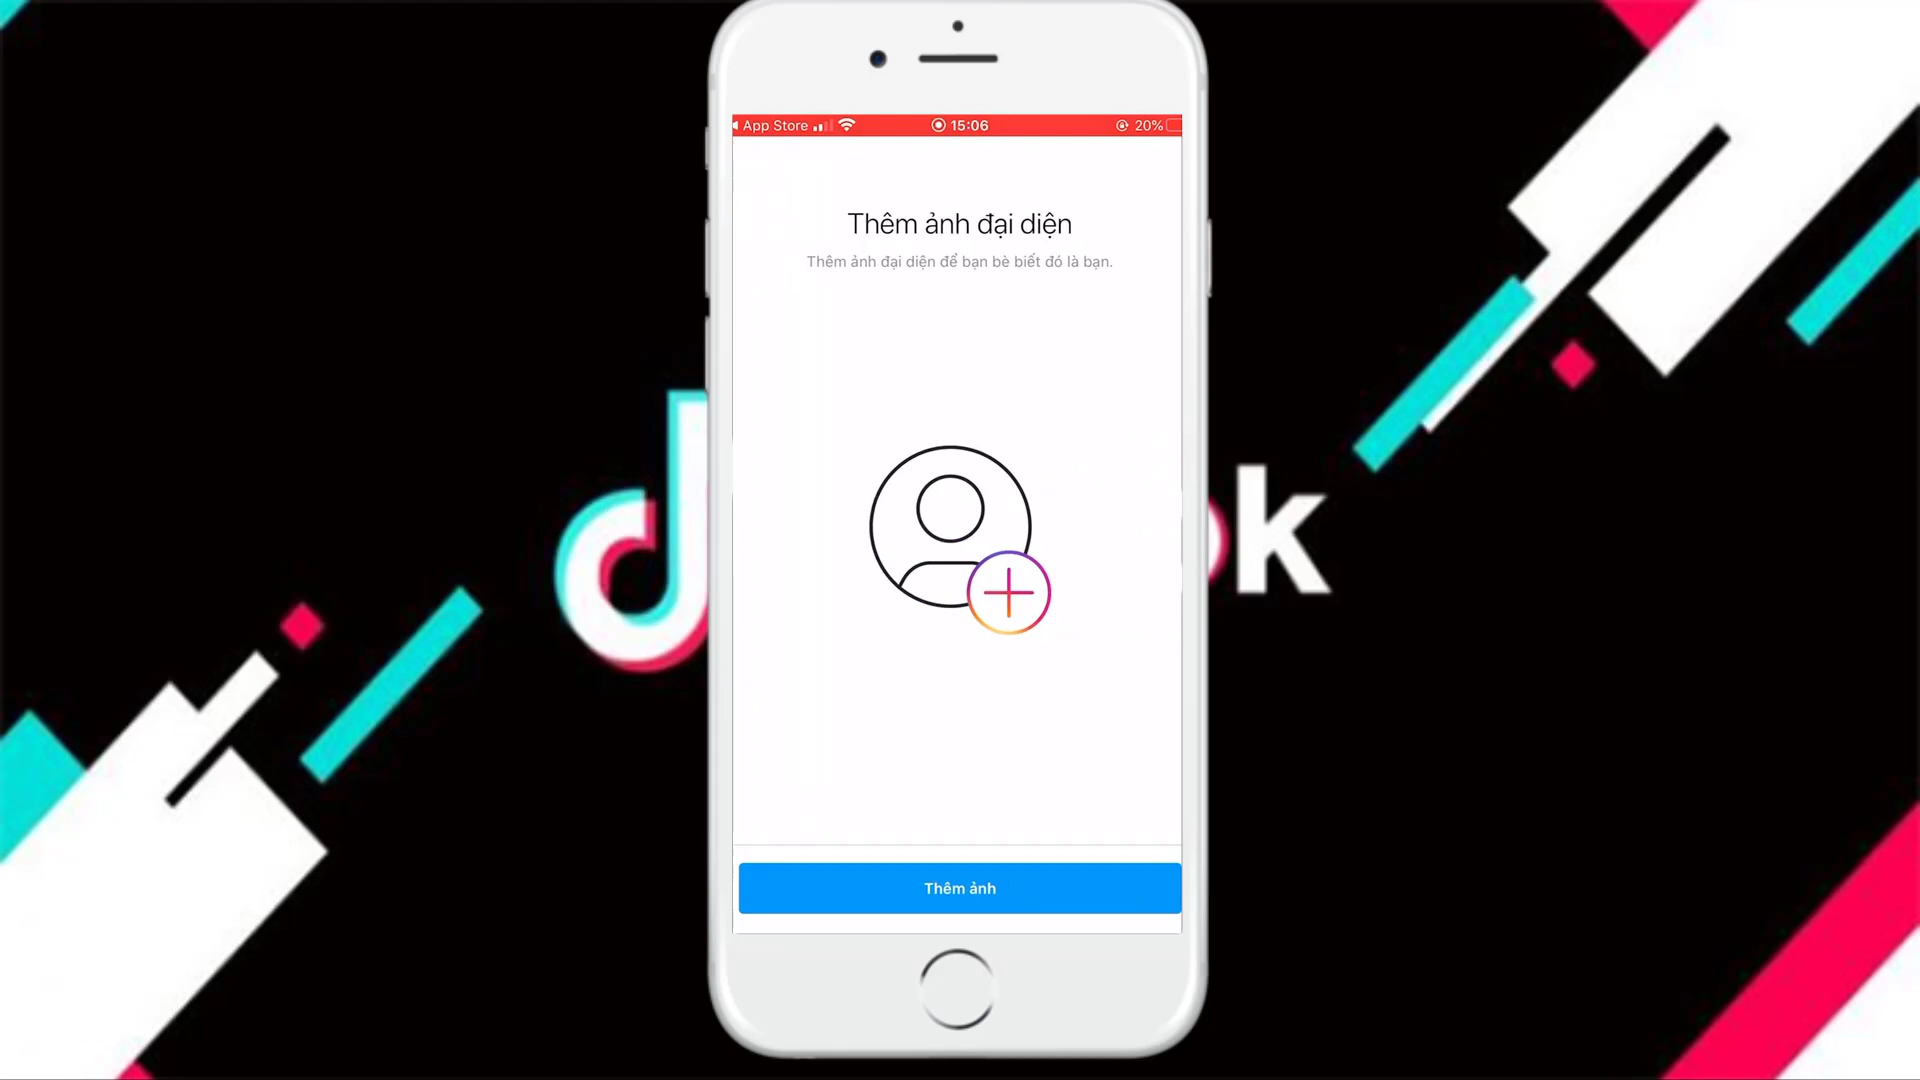 App Store 15:06 20%
Thêm ảnh đại diện
Thêm ảnh đại diện để bạn bè biết đó là bạn.
k
Thêm ảnh